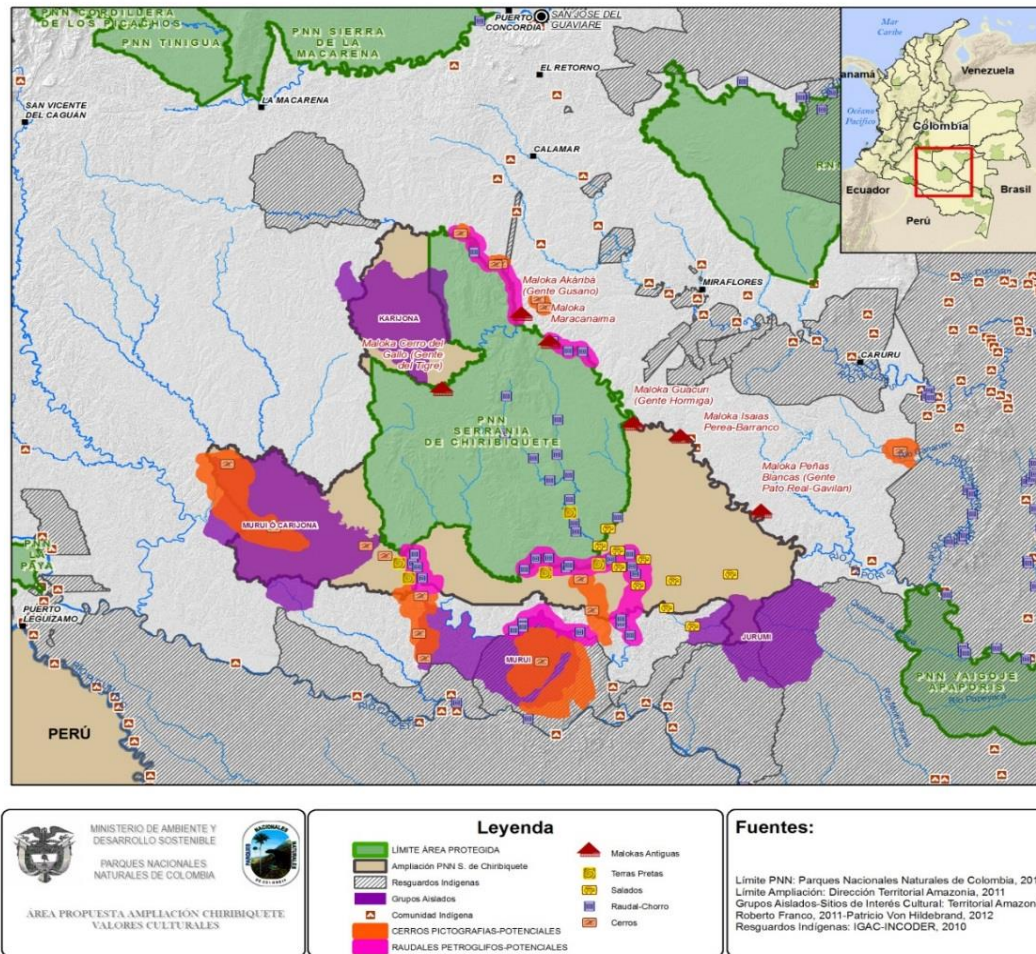 PNN CORDILLERA
DE LOS PICACHOS
PNN TINIGUA
PNN SIERRA
DE LA
MACARENA
PUERTO
CONCORDIA
SAN JOSE DEL
GUAVIARE
EL RETORNO
SAN VICENTE
DEL CAGUÁN
LA MACARENA
CALAMAR
Mar
Caribe
Panamá
Venezuela
Océano
Pacífico
Colombia
Ecuador
Brasil
Perú
MIRAFLORES
Maloka Akáribá
(Gente Gusano)
Maloka
Maracanaima
KARIJONA
Maloka Cerro del
Gallo (Gente
del Tigre)
CARURU
Maloka Guacuri
(Gente Hormiga)
Maloka Isaias
Perea-Barranco
PNN
SERRANIA
DE CHIRIBIQUETE
Maloka Peñas
Blancas (Gente
Pato Real-Gavilan)
MURUI O CARIJONA
PNN
LA
PAYA
PUERTO
LEGUIZAMO
MURUI
JURUMI
PNN YAIGOJE
APAPORIS
PERÚ
MINISTERIO DE AMBIENTE Y
DESARROLLO SOSTENIBLE
PARQUES NACIONALES
NATURALES DE COLOMBIA
ÁREA PROPUESTA AMPLIACIÓN CHIRIBIQUETE
VALORES CULTURALES
Leyenda
LÍMITE ÁREA PROTEGIDA
Ampliación PNN S. de Chiribiquete
Resguardos Indigenas
Grupos Aislados
Comunidad Indígena
CERROS PICTOGRAFIAS-POTENCIALES
RAUDALES PETROGLIFOS-POTENCIALES
Malokas Antiguas
Terras Pretas
Salados
Raudal-Chorro
Cerros
Fuentes:
Límite PNN: Parques Nacionales Naturales de Colombia, 201
Límite Ampliación: Dirección Territorial Amazonia, 2011
Grupos Aislados-Sitios de Interés Cultural: Territorial Amazon
Roberto Franco, 2011-Patricio Von Hildebrand, 2012
Resguardos Indígenas: IGAC-INCODER, 2010